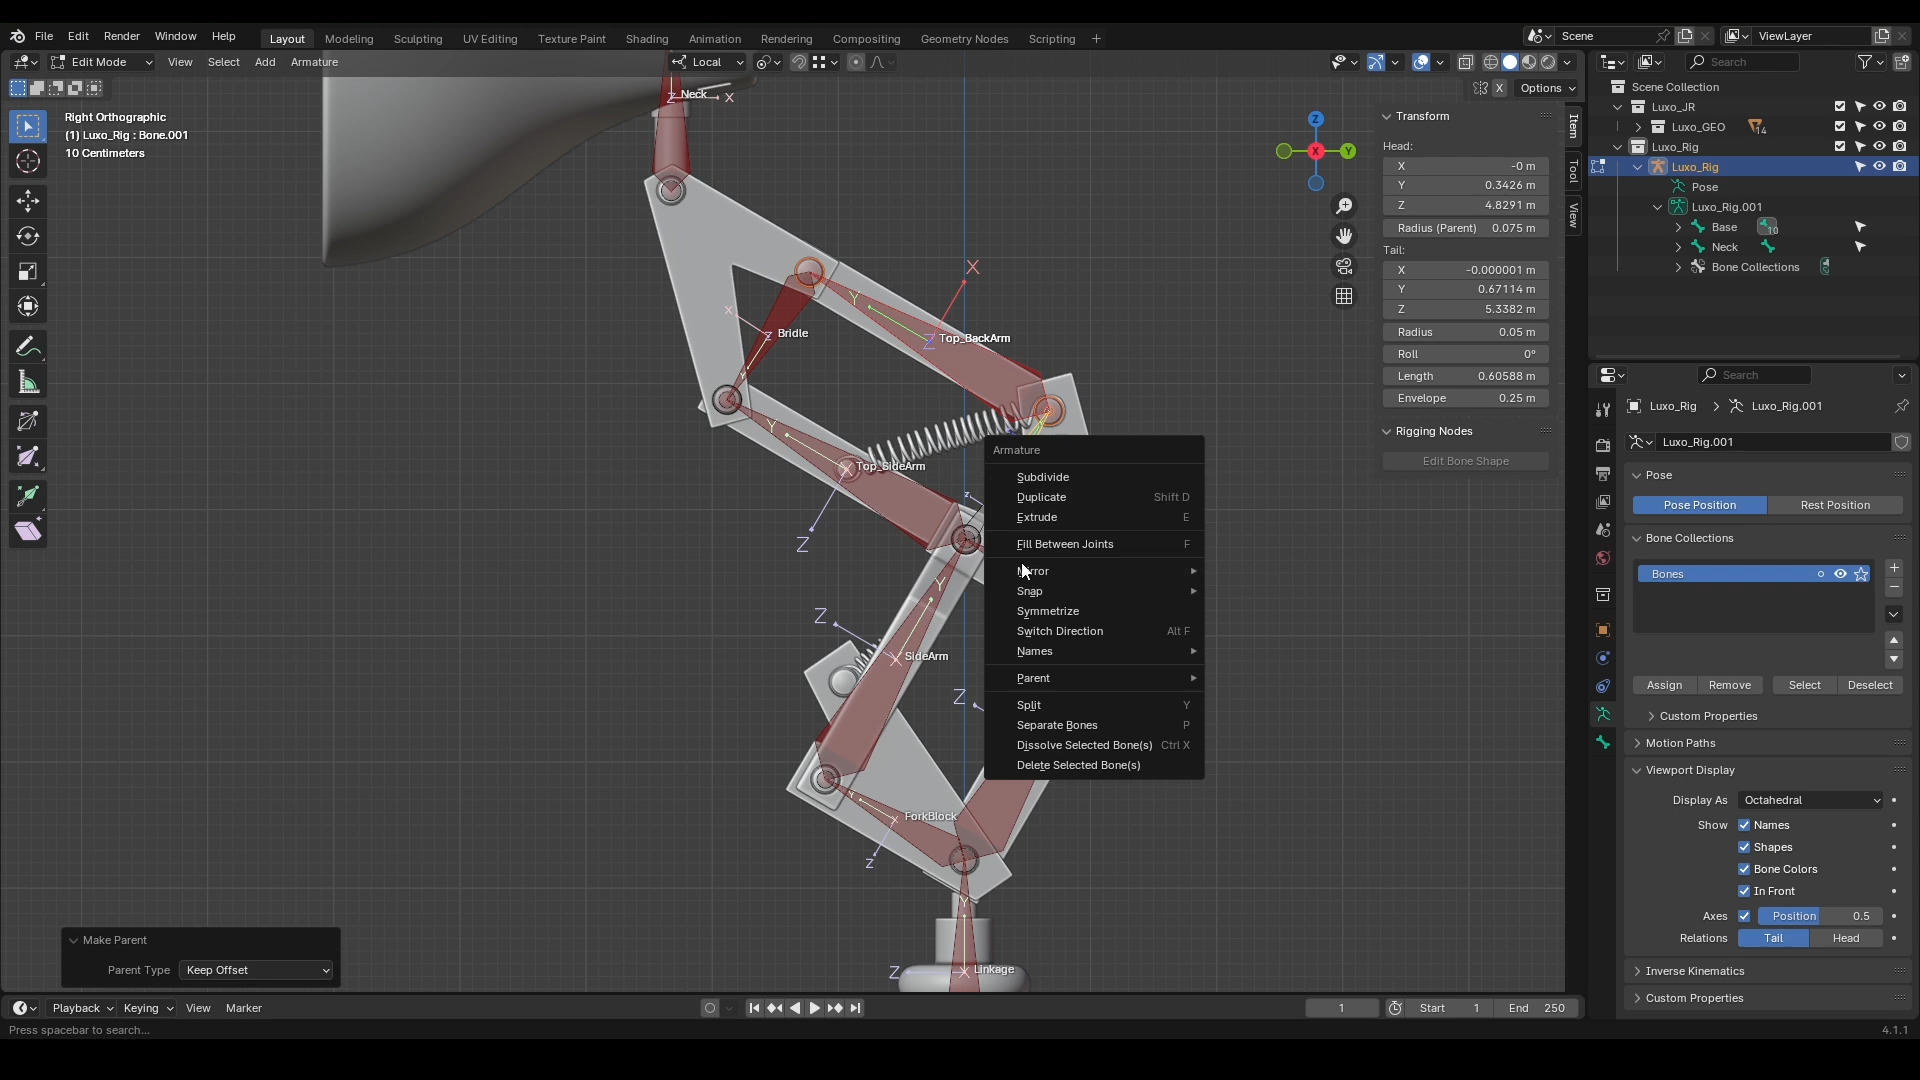 File Edit Render Window Help Layout Modeling Sculpting UV Editing Texture Paint Shading Animation Rendering Compositing Geometry Nodes Scripting + Scene ViewLayer
Edit Mode View Select Add Armature Local Search
X Options
Right Orthographic
(1) Luxo_Rig : Bone.001
10 Centimeters
Z Neck X
Z
X Y
X
Y
X
Z Bridle
Y
Z Top_BackArm
Y
Top_SideArm
Z
Z
Y
Z
SideArm
Z
Y
ForkBlock
Z
Y
Z Linkage
Armature
Subdivide
Duplicate Shift D
Extrude E
Fill Between Joints F
Mirror
Snap
Symmetrize
Switch Direction Alt F
Names
Parent
Split Y
Separate Bones P
Dissolve Selected Bone(s) Ctrl X
Delete Selected Bone(s)
Transform
Head:
X -0 m
Y 0.3426 m
Z 4.8291 m
Radius (Parent) 0.075 m
Tail:
X -0.000001 m
Y 0.67114 m
Z 5.3382 m
Radius 0.05 m
Roll 0°
Length 0.60588 m
Envelope 0.25 m
Rigging Nodes
Edit Bone Shape
Item
Tool
View
Scene Collection
Luxo_JR
Luxo_GEO 14
Luxo_Rig
Luxo_Rig
Pose
Luxo_Rig.001
Base 10
Neck
Bone Collections
Search
Luxo_Rig > Luxo_Rig.001
Luxo_Rig.001
Pose
Pose Position Rest Position
Bone Collections
Bones
Assign Remove Select Deselect
Custom Properties
Motion Paths
Viewport Display
Display As Octahedral
Show Names
Shapes
Bone Colors
In Front
Axes Position 0.5
Relations Tail Head
Inverse Kinematics
Custom Properties
Make Parent
Parent Type Keep Offset
Playback Keying View Marker 1 Start 1 End 250
Press spacebar to search... 4.1.1